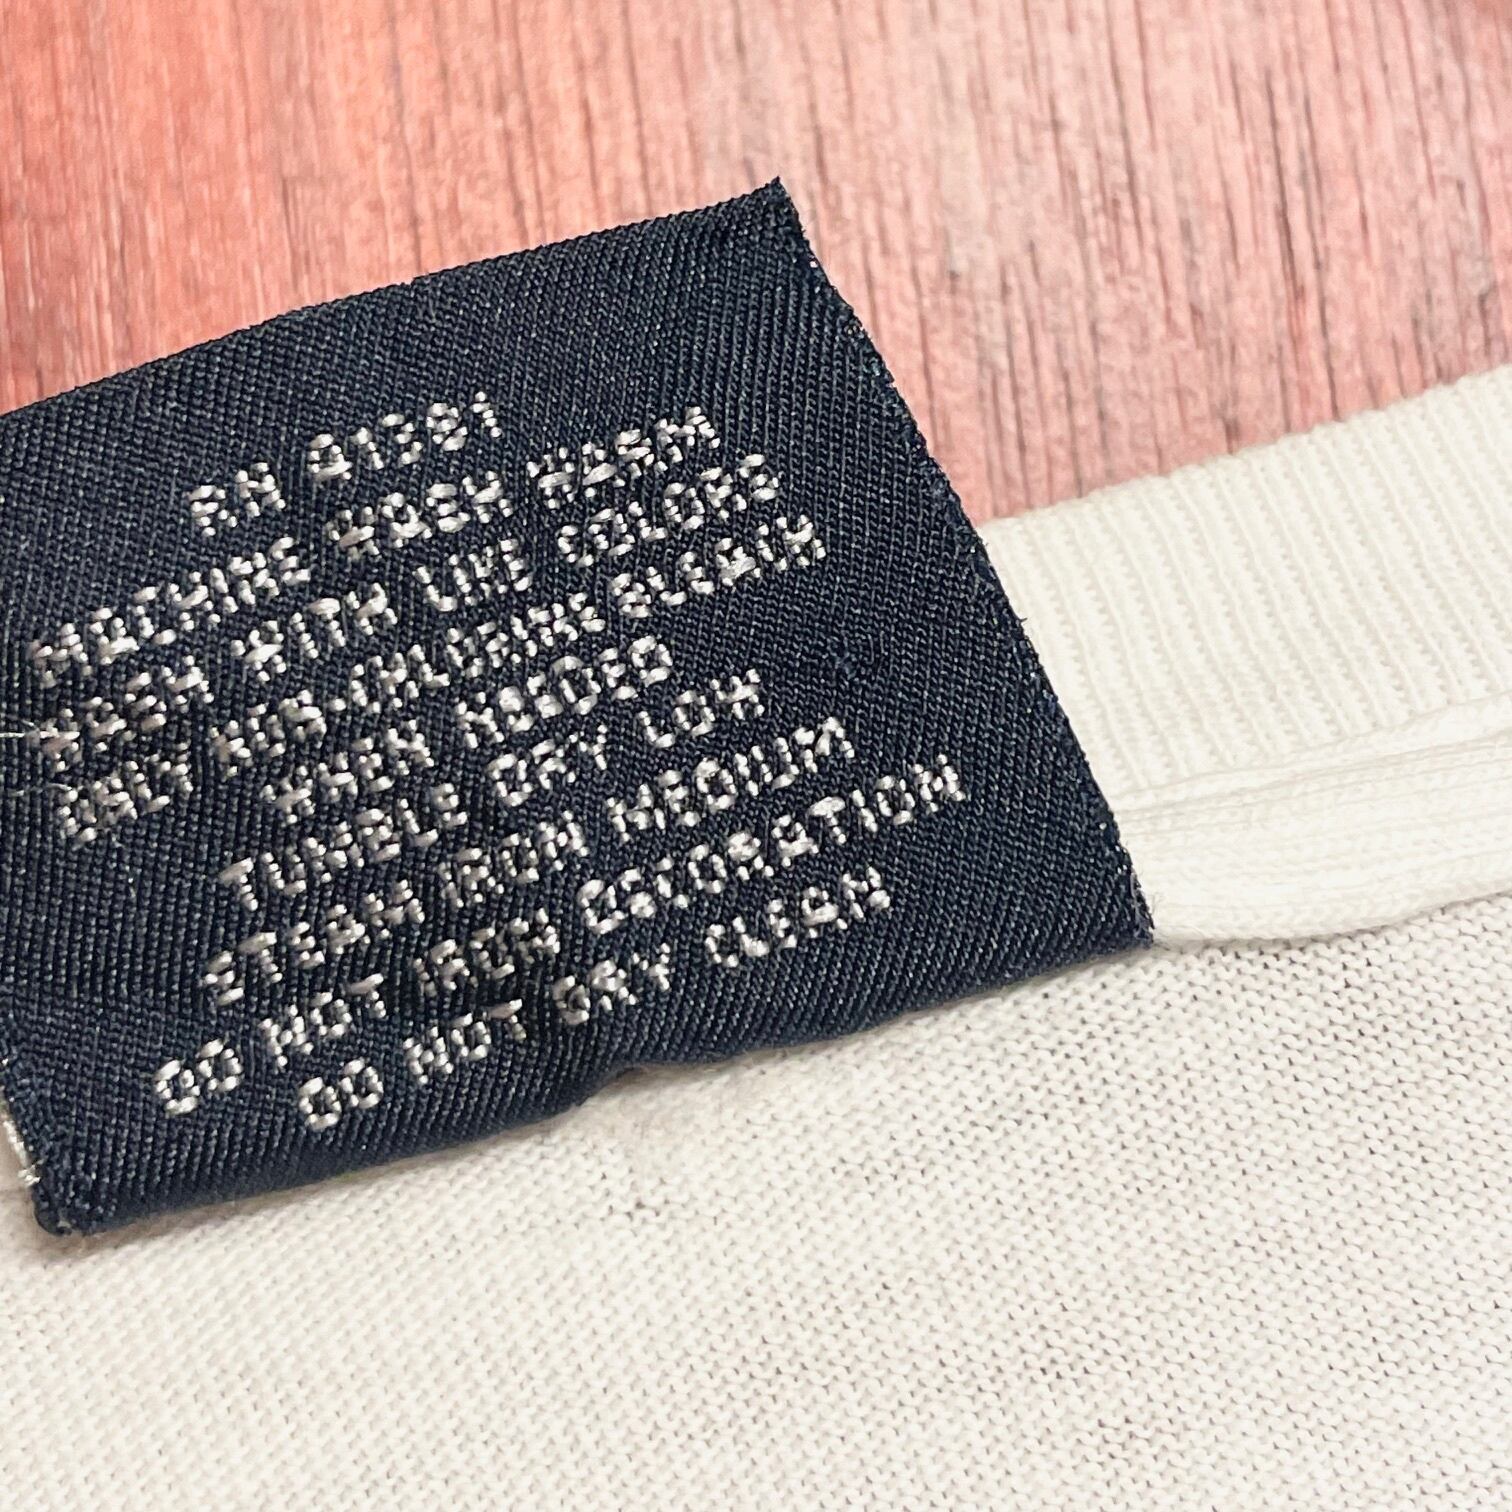 RN 41381
MACHINE WASH WARM
WASH WITH LIKE COLORS
ONLY NON-CHLORINE BLEACH
WHEN NEEDED
TUMBLE DRY LOW
STEAM IRON MEDIUM
DO NOT IRON DECORATION
DO NOT DRY CLEAN